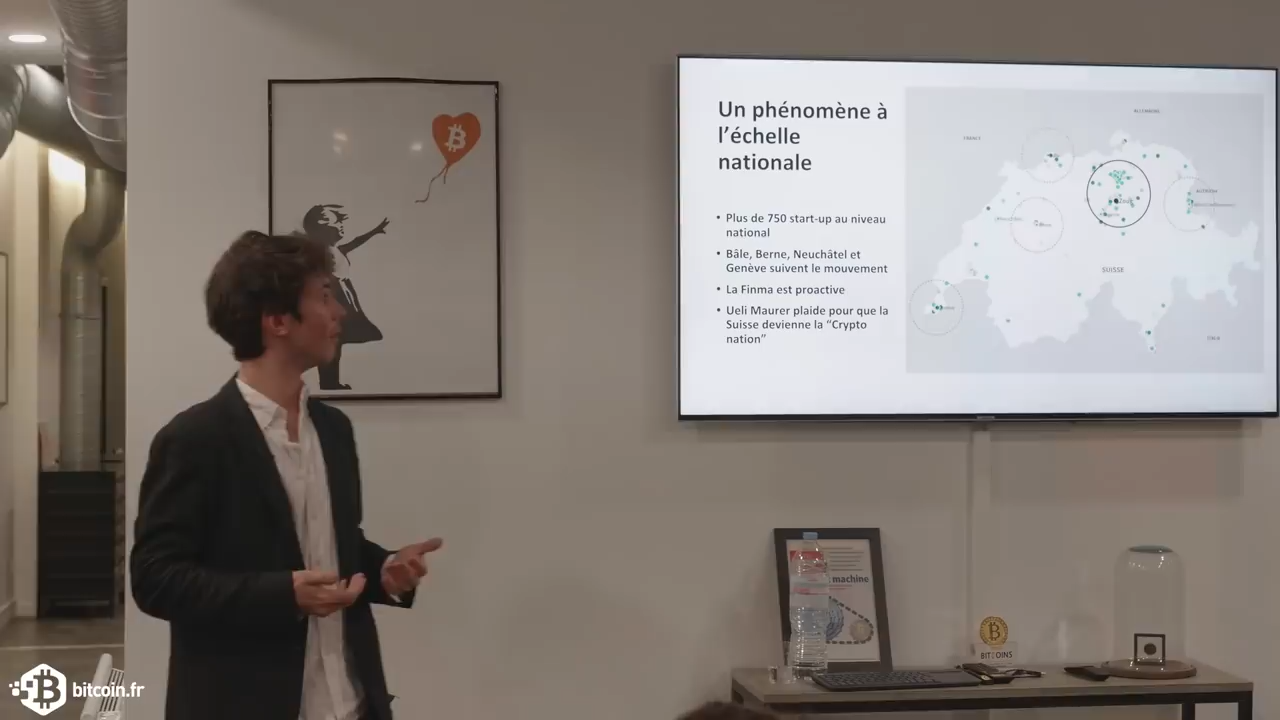 Un phénomène à
l'échelle
nationale
• Plus de 750 start-up au niveau
national
• Bâle, Berne, Neuchâtel et
Genève suivent le mouvement
• La Finma est proactive
• Ueli Maurer plaide pour que la
Suisse devienne la “Crypto
nation”
ALLEMAGNE
FRANCE
SUISSE
machine
BITCOINS
bitcoin.fr